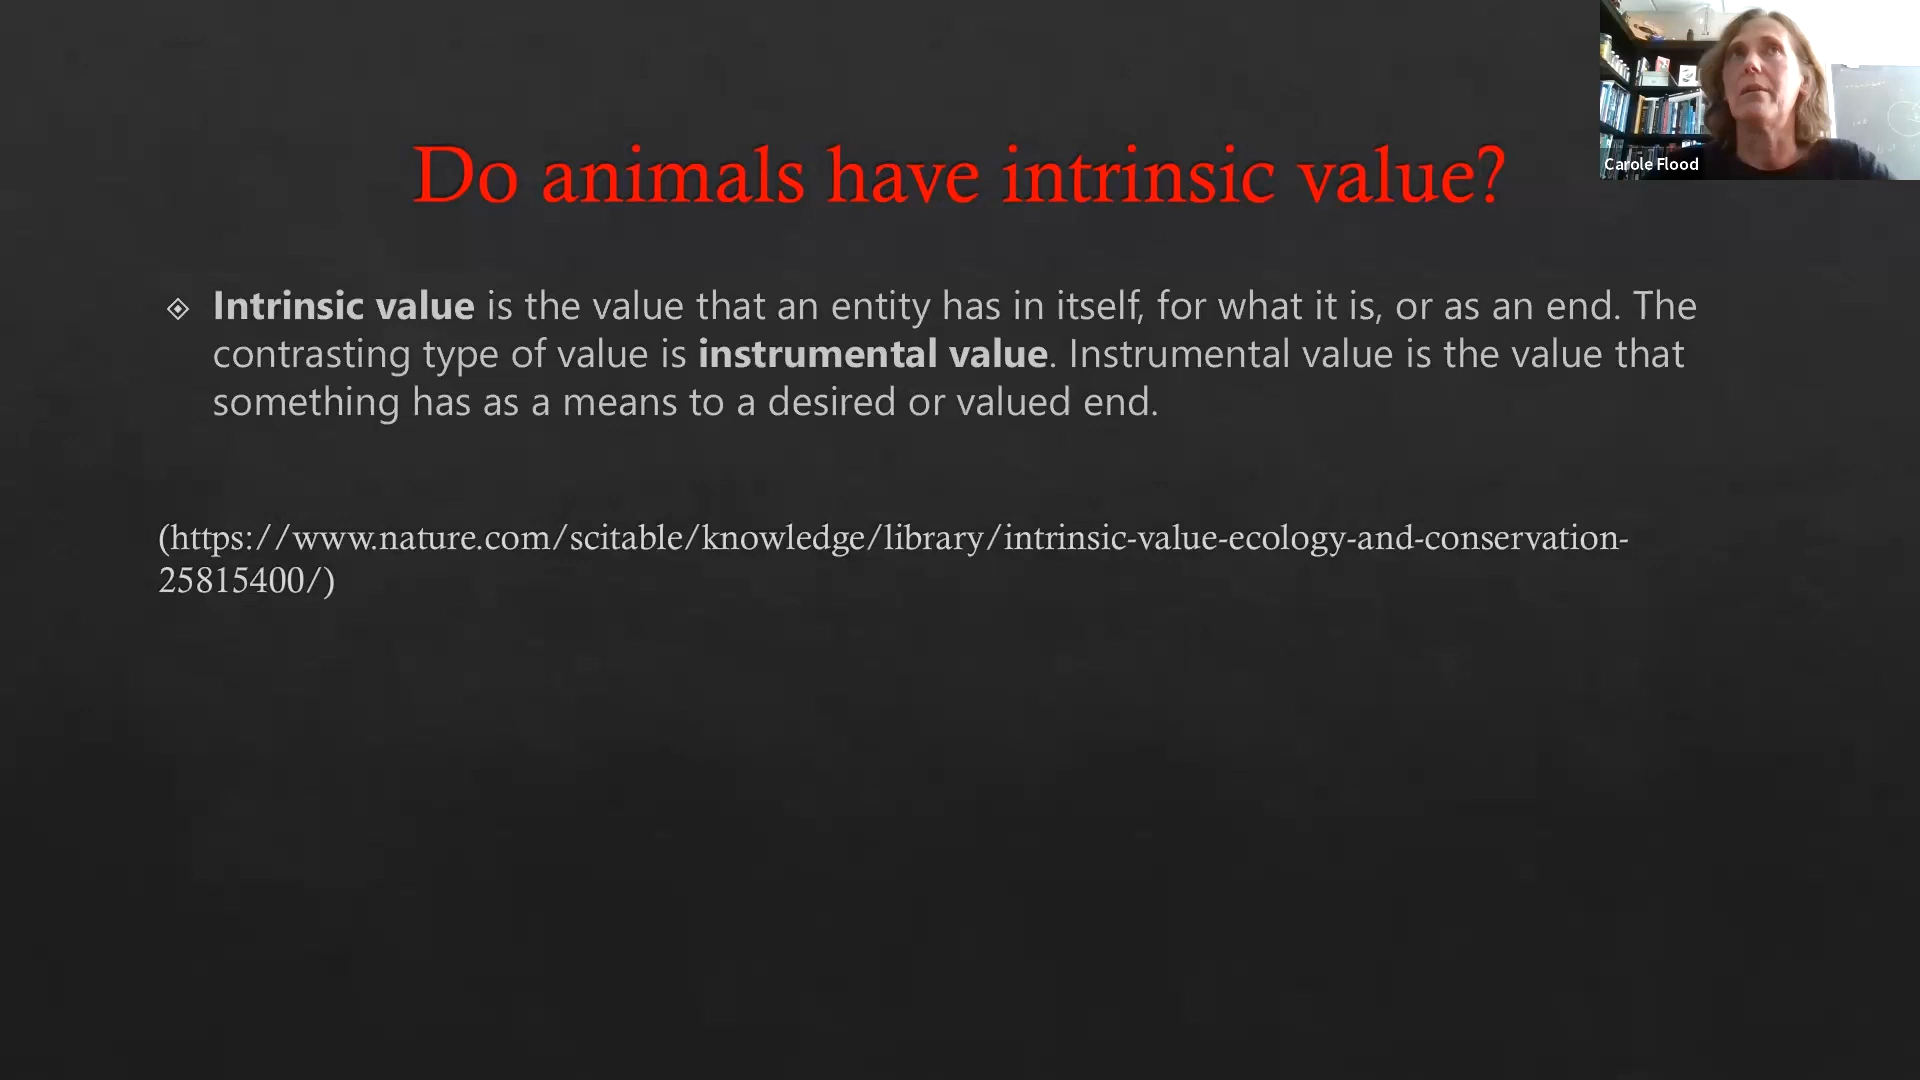 Do animals have intrinsic value?
Carole Flood
Intrinsic value is the value that an entity has in itself, for what it is, or as an end. The
contrasting type of value is instrumental value. Instrumental value is the value that
something has as a means to a desired or valued end.
(https://www.nature.com/scitable/knowledge/library/intrinsic-value-ecology-and-conservation-
25815400/)